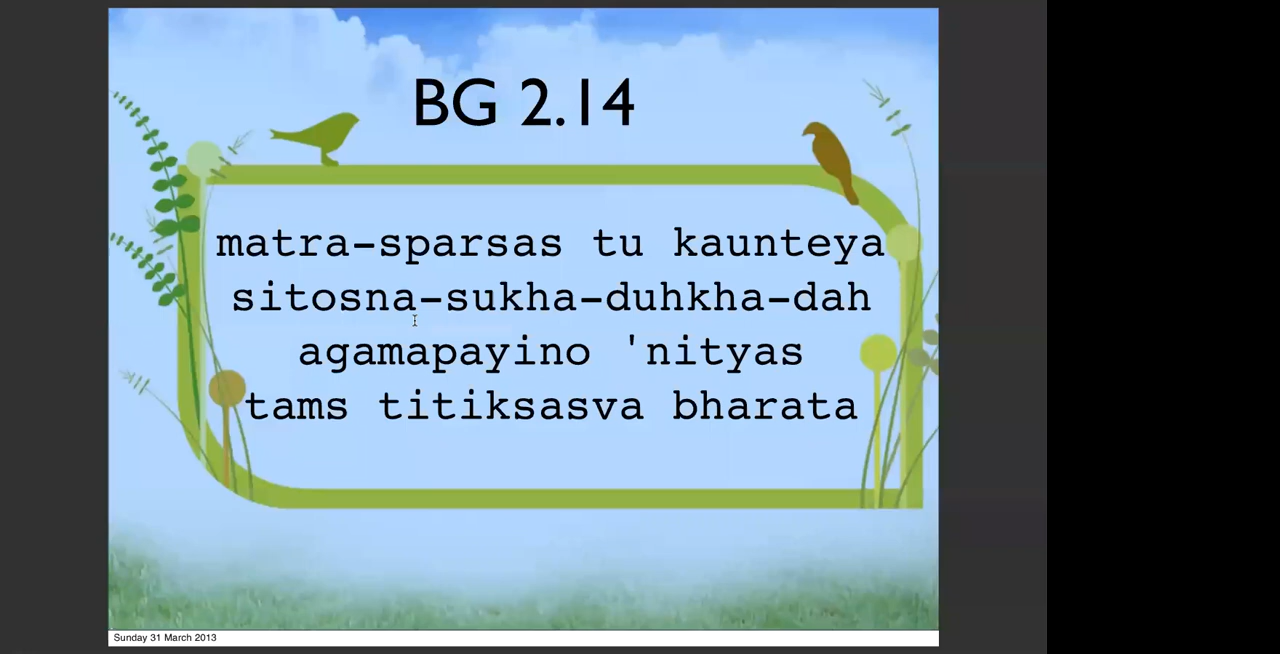 BG 2.14
matra-sparsas tu kaunteya
sitosna-sukha-duhkha-dah
agamapayino 'nityas
tams titiksasva bharata
Sunday 31 March 2013